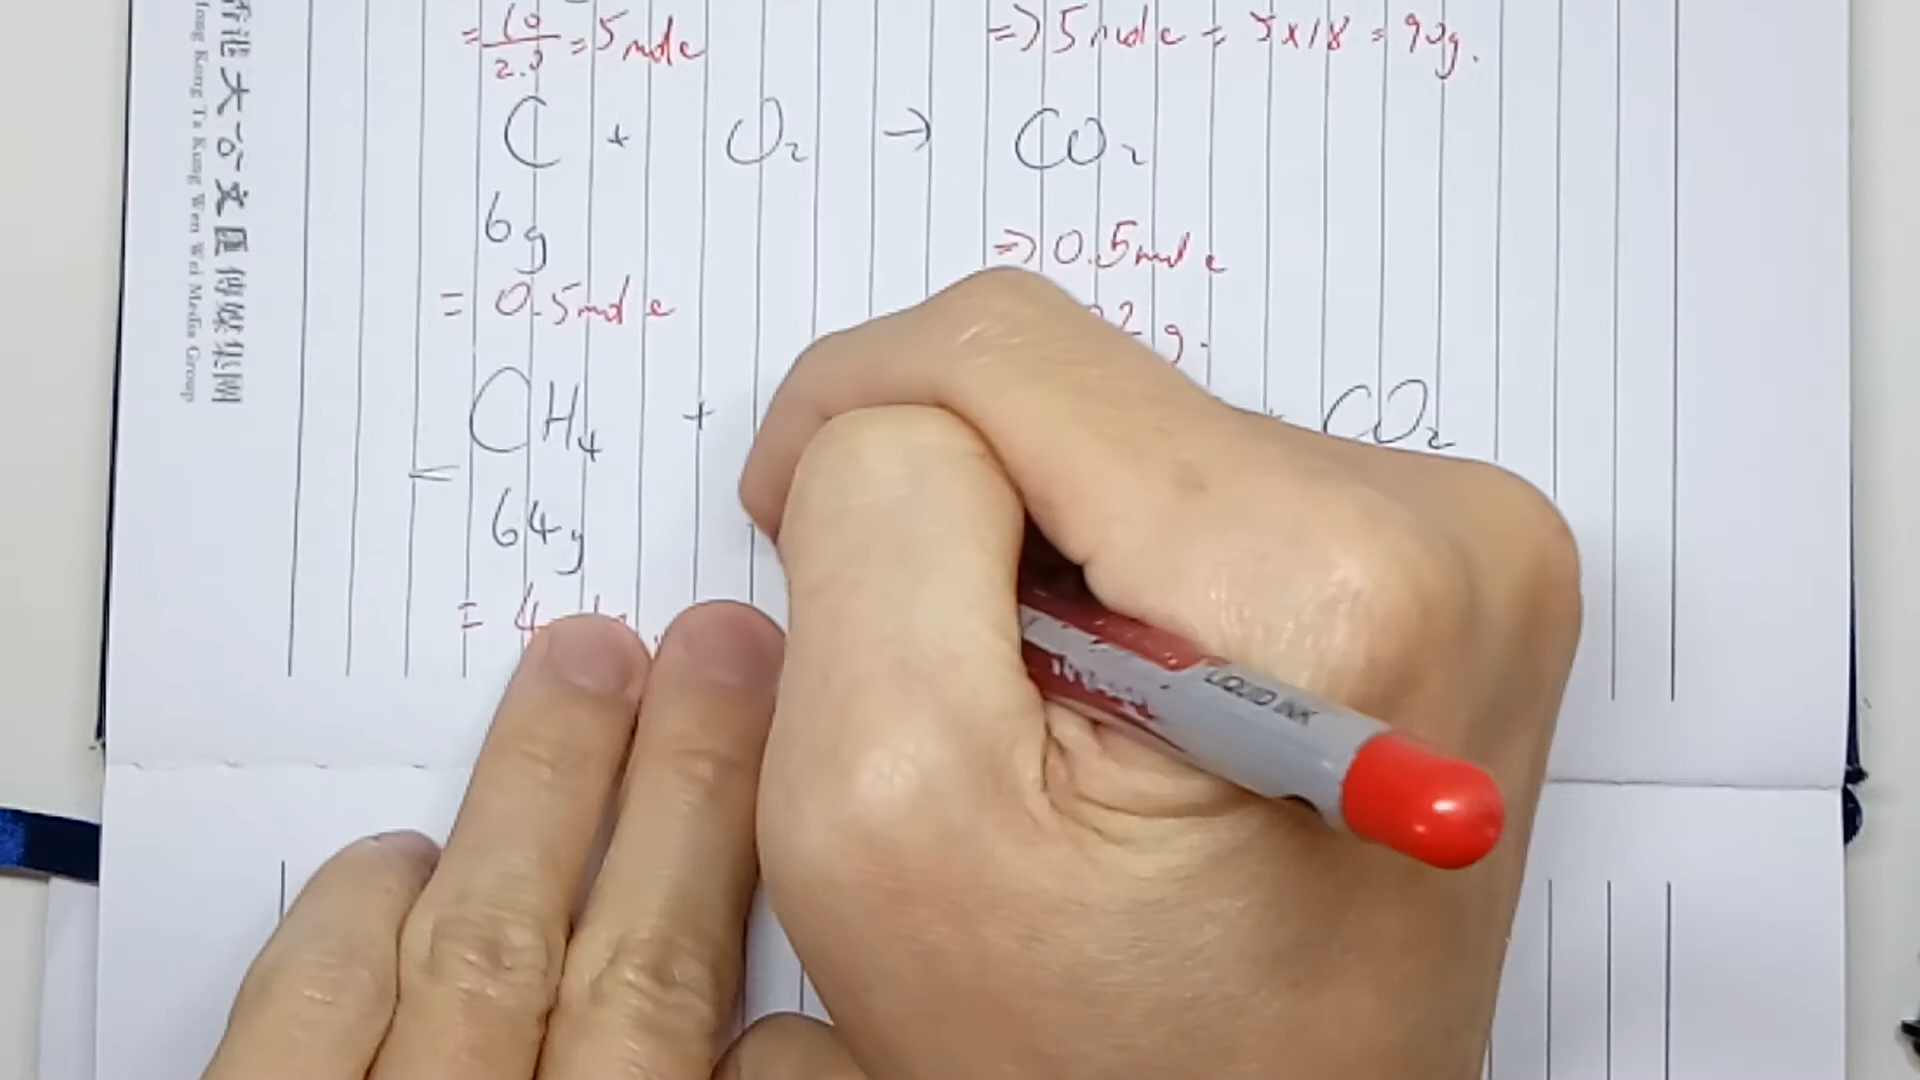 香港大公文匯傳媒集團
Hong Kong Ta Kung Wen Wei Media Group
= 10/2.0 = 5 mole => 5 mole = 5x18 = 90g.
C + O2 → CO2
6g
=> 0.5 mole
= 0.5 mole
g.
CH4 + CO2
64g
= 4
LIQUID INK